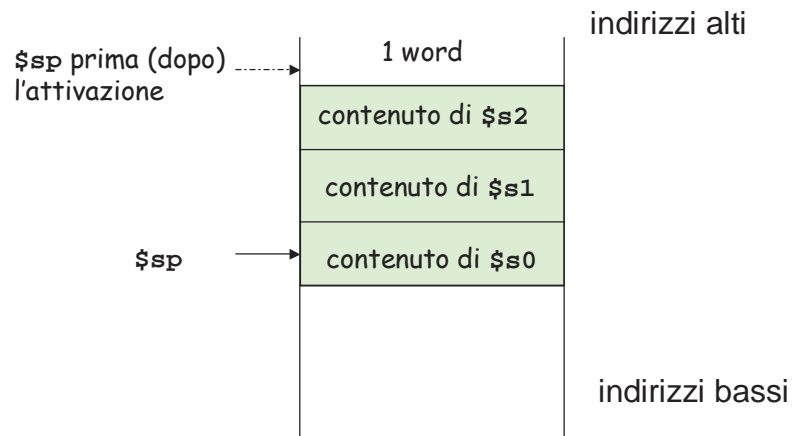 indirizzi alti
$sp prima (dopo)
l'attivazione
1 word
contenuto di $s2
contenuto di $s1
$sp
contenuto di $s0
indirizzi bassi